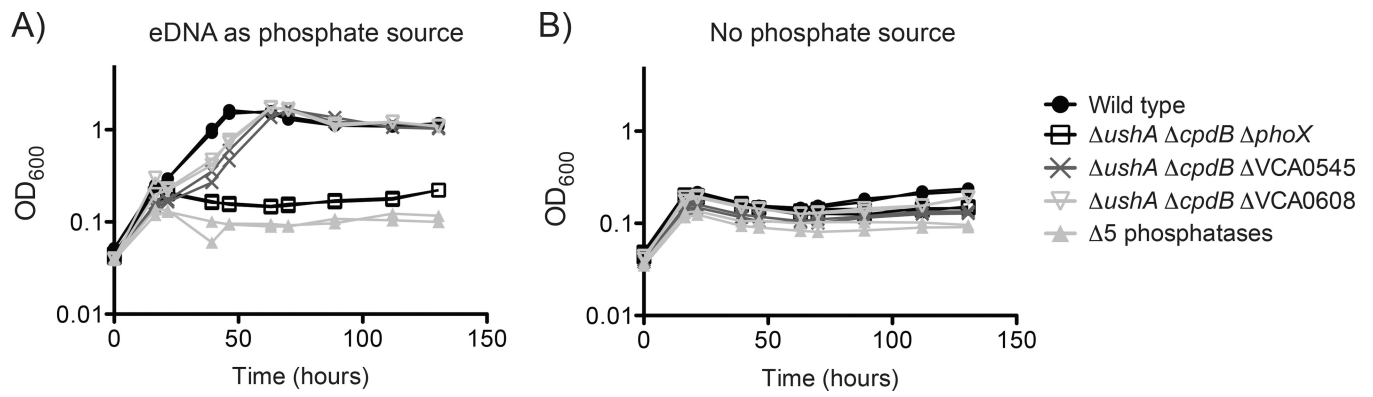 A) eDNA as phosphate source
OD600
1
0.1
0.01
0 50 100 150
Time (hours)
B) No phosphate source
OD600
1
0.1
0.01
0 50 100 150
Time (hours)
Wild type
ΔushA ΔcpdB ΔphoX
ΔushA ΔcpdB ΔVCA0545
ΔushA ΔcpdB ΔVCA0608
Δ5 phosphatases